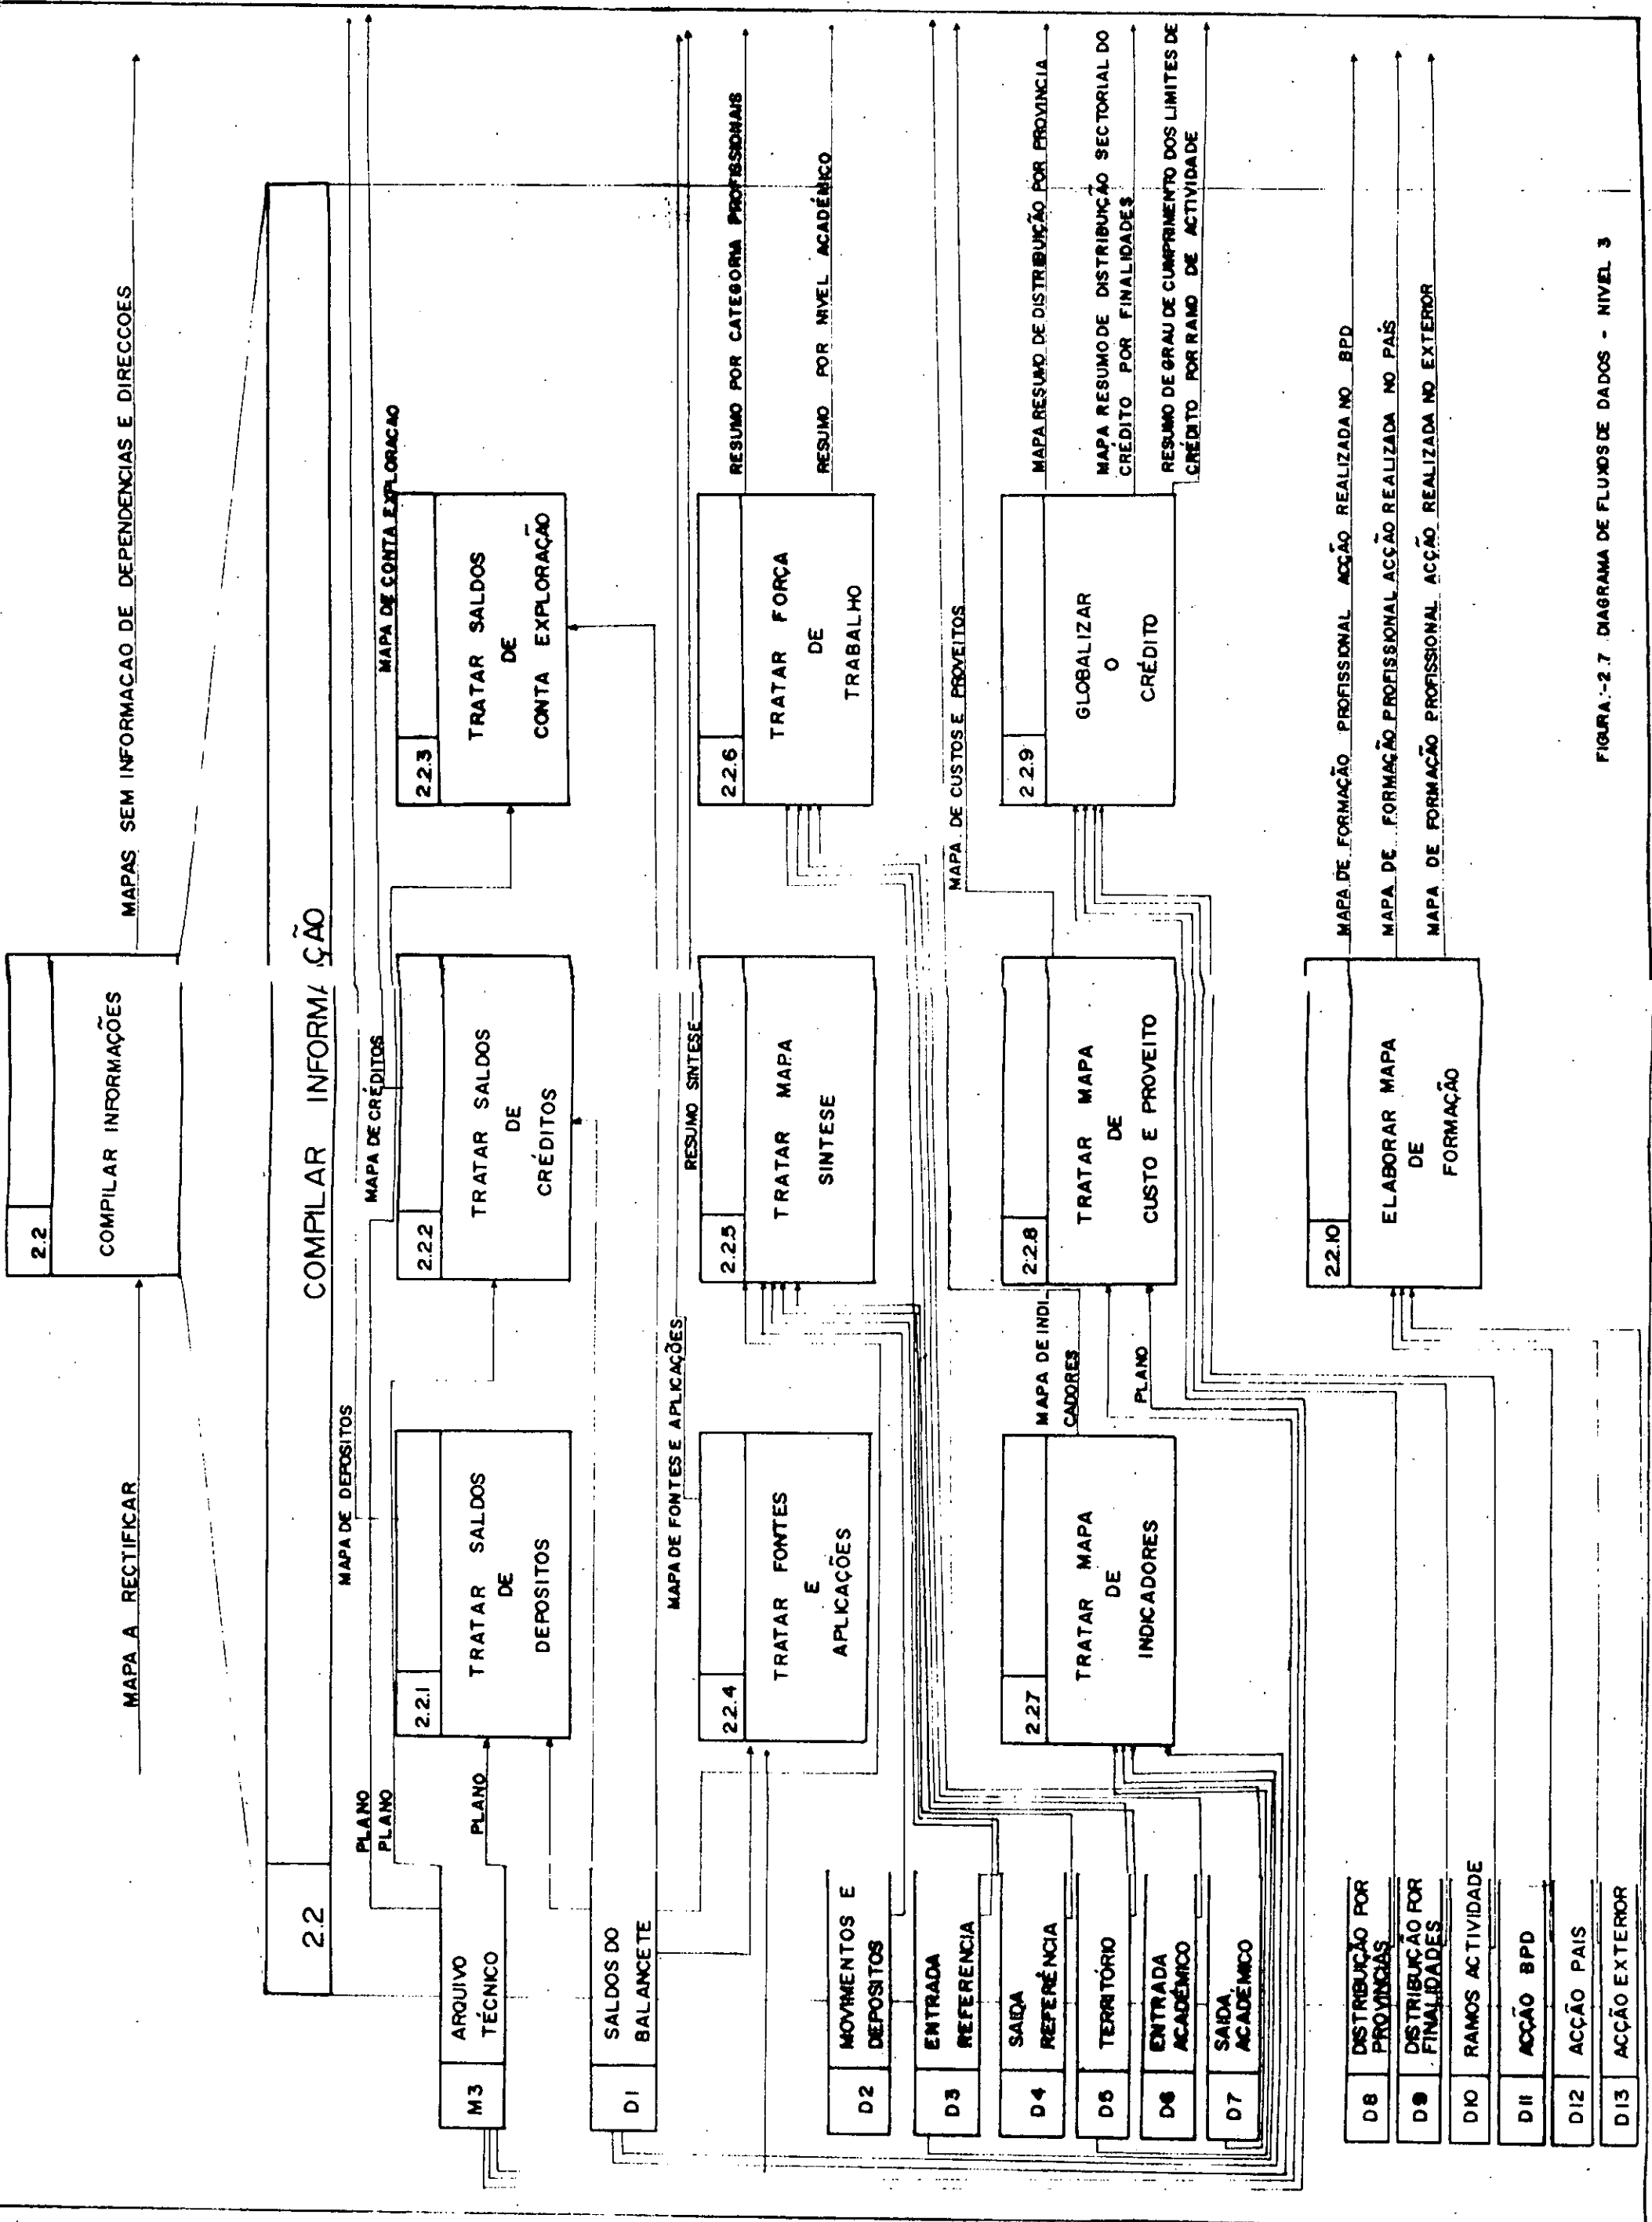 2.2
COMPILAR INFORMAÇÕES
MAPA A RECTIFICAR
MAPAS SEM INFORMACAO DE DEPENDENCIAS E DIRECCOES
2.2
COMPILAR INFORMAÇÃO
MAPA DE DEPOSITOS
MAPA DE CRÉDITOS
MAPA DE CONTA EXPLORACAO
PLANO
PLANO
PLANO
M3
ARQUIVO
TÉCNICO
2.2.1
TRATAR SALDOS
DE
DEPOSITOS
2.2.2
TRATAR SALDOS
DE
CRÉDITOS
2.2.3
TRATAR SALDOS
DE
CONTA EXPLORAÇÃO
D1
SALDOS DO
BALANCETE
MAPA DE FONTES E APLICAÇÕES
RESUMO SINTESE
2.2.4
TRATAR FONTES
E
APLICAÇÕES
2.2.5
TRATAR MAPA
SINTESE
2.2.6
TRATAR FORÇA
DE
TRABALHO
RESUMO POR CATEGORIA PROFISSIONAIS
RESUMO POR NIVEL ACADÉMICO
D2
MOVIMENTOS E
DEPOSITOS
D3
ENTRADA
REFERENCIA
D4
SAIDA
REFERÊNCIA
D5
TERRITÓRIO
D6
ENTRADA
ACADÉMICO
D7
SAIDA
ACADEMICO
MAPA DE INDI_
CADORES
PLANO
MAPA DE CUSTOS E PROVEITOS
2.27
TRATAR MAPA
DE
INDICADORES
2.2.8
TRATAR MAPA
DE
CUSTO E PROVEITO
2.2.9
GLOBALIZAR
O
CRÉDITO
MAPA RESUMO DE DISTRIBUIÇÃO POR PROVINCIA
MAPA RESUMO DE DISTRIBUIÇÃO SECTORIAL DO
CRÉDITO POR FINALIDADES
RESUMO DE GRAU DE CUMPRIMENTO DOS LIMITES DE
CRÉDITO POR RAMO DE ACTIVIDADE
D8
DISTRIBUIÇÃO POR
PROVINCIAS
D9
DISTRIBUIÇÃO POR
FINALIDADES
D10
RAMOS ACTIVIDADE
D11
ACÇÃO BPD
D12
ACÇÃO PAIS
D13
ACÇÃO EXTERIOR
2.2.10
ELABORAR MAPA
DE
FORMAÇÃO
MAPA DE FORMAÇÃO PROFISSIONAL ACÇÃO REALIZADA NO BPD
MAPA DE FORMAÇÃO PROFISSIONAL ACÇÃO REALIZADA NO PAÍS
MAPA DE FORMAÇÃO PROFISSIONAL ACÇÃO REALIZADA NO EXTERIOR
FIGURA:-2.7 DIAGRAMA DE FLUXOS DE DADOS - NIVEL 3